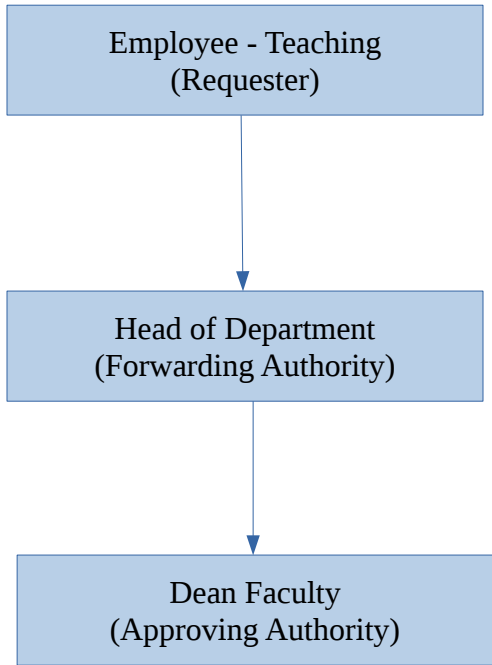 Employee - Teaching
(Requester)
Head of Department
(Forwarding Authority)
Dean Faculty
(Approving Authority)